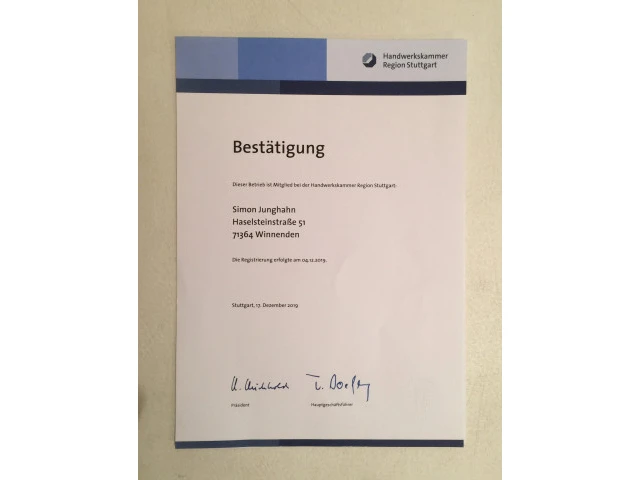 Handwerkskammer
Region Stuttgart
Bestätigung
Dieser Betrieb ist Mitglied bei der Handwerkskammer Region Stuttgart:
Simon Junghahn
Haselsteinstraße 51
71364 Winnenden
Die Registrierung erfolgte am 04.12.2019.
Stuttgart, 17. Dezember 2019
Präsident Hauptgeschäftsführer